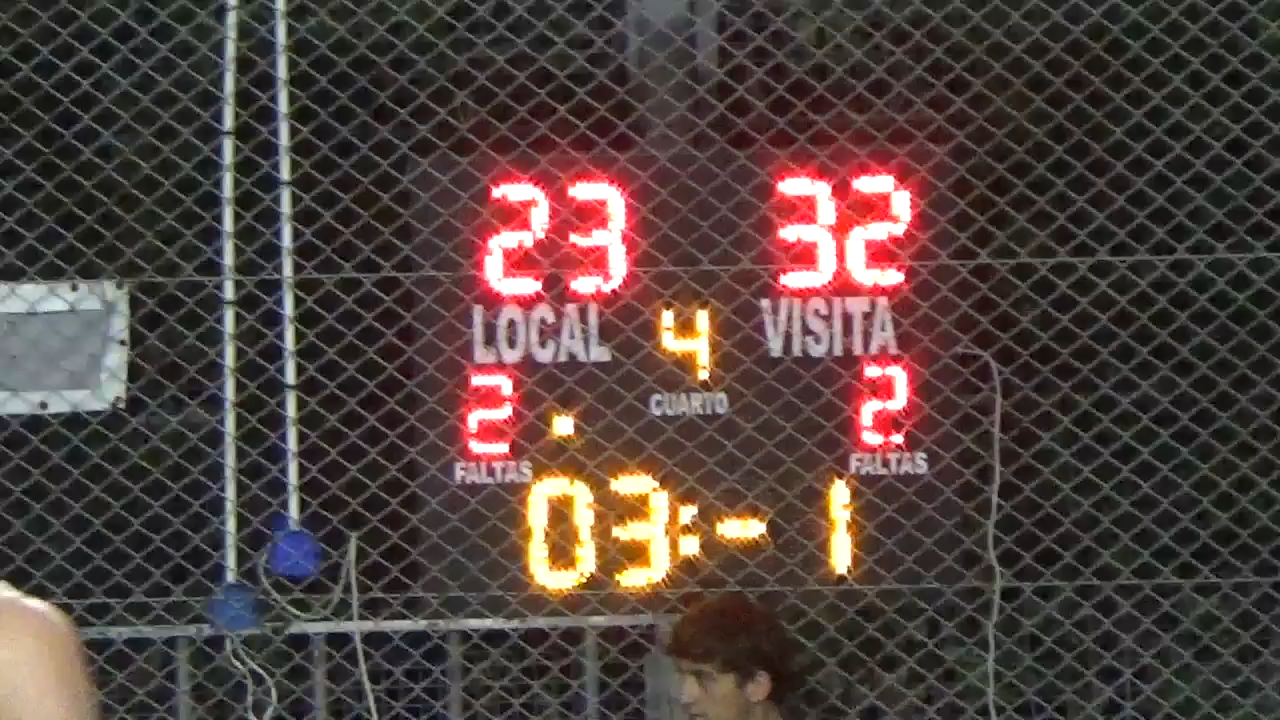 23 32
LOCAL 4 VISITA
2 CUARTO 2
FALTAS FALTAS
03:-1